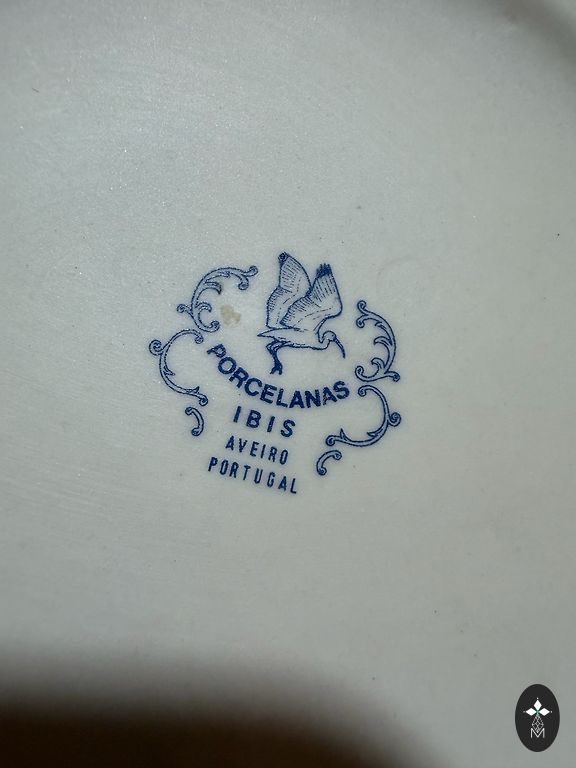 PORCELANAS
IBIS
AVEIRO
PORTUGAL
M